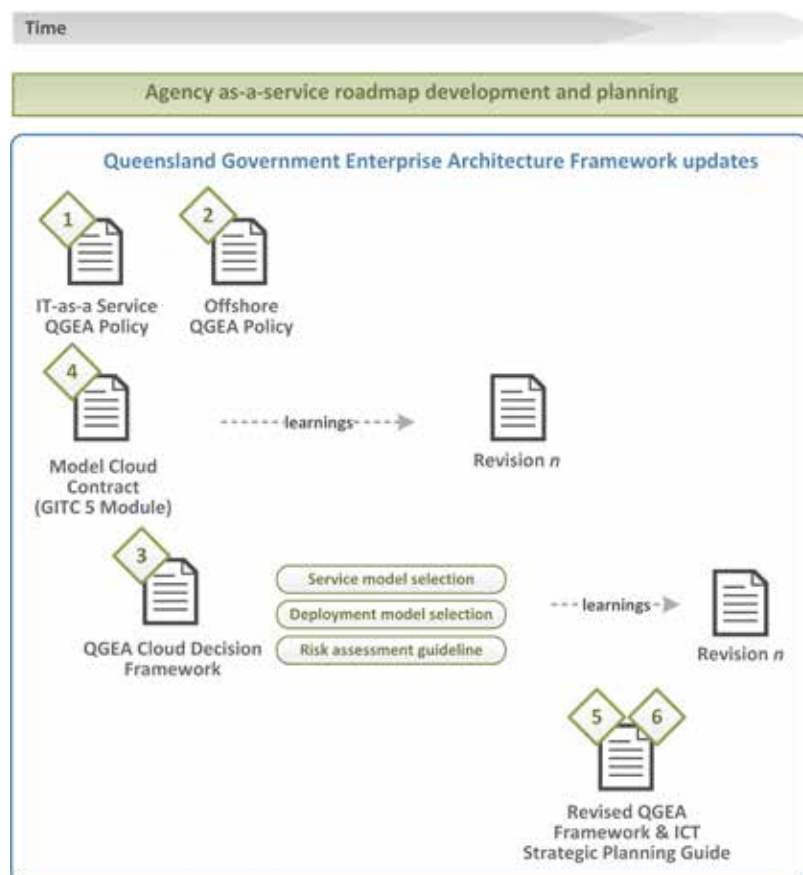 Time
Agency as-a-service roadmap development and planning
Queensland Government Enterprise Architecture Framework updates
1
2
IT-as-a Service
QGEA Policy
Offshore
QGEA Policy
4
Model Cloud
Contract
(GITC 5 Module)
learnings
Revision n
3
QGEA Cloud Decision
Framework
Service model selection
Deployment model selection
Risk assessment guideline
learnings
Revision n
5
6
Revised QGEA
Framework & ICT
Strategic Planning Guide